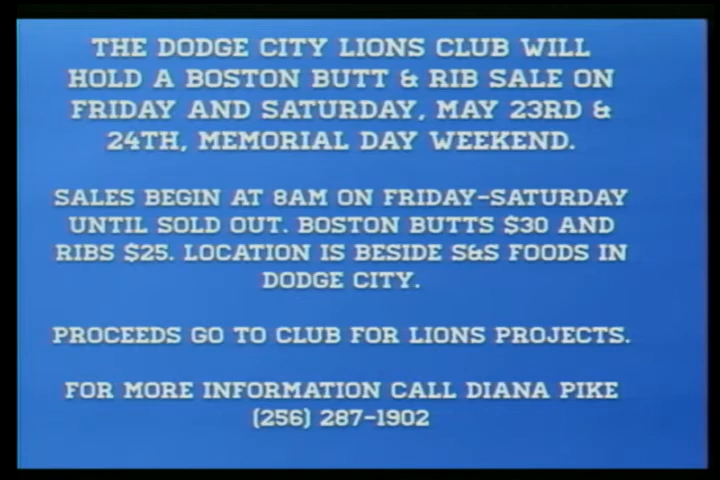 THE DODGE CITY LIONS CLUB WILL
HOLD A BOSTON BUTT & RIB SALE ON
FRIDAY AND SATURDAY, MAY 23RD &
24TH, MEMORIAL DAY WEEKEND.
SALES BEGIN AT 8AM ON FRIDAY-SATURDAY
UNTIL SOLD OUT. BOSTON BUTTS $30 AND
RIBS $25. LOCATION IS BESIDE S&S FOODS IN
DODGE CITY.
PROCEEDS GO TO CLUB FOR LIONS PROJECTS.
FOR MORE INFORMATION CALL DIANA PIKE
(256) 287-1902